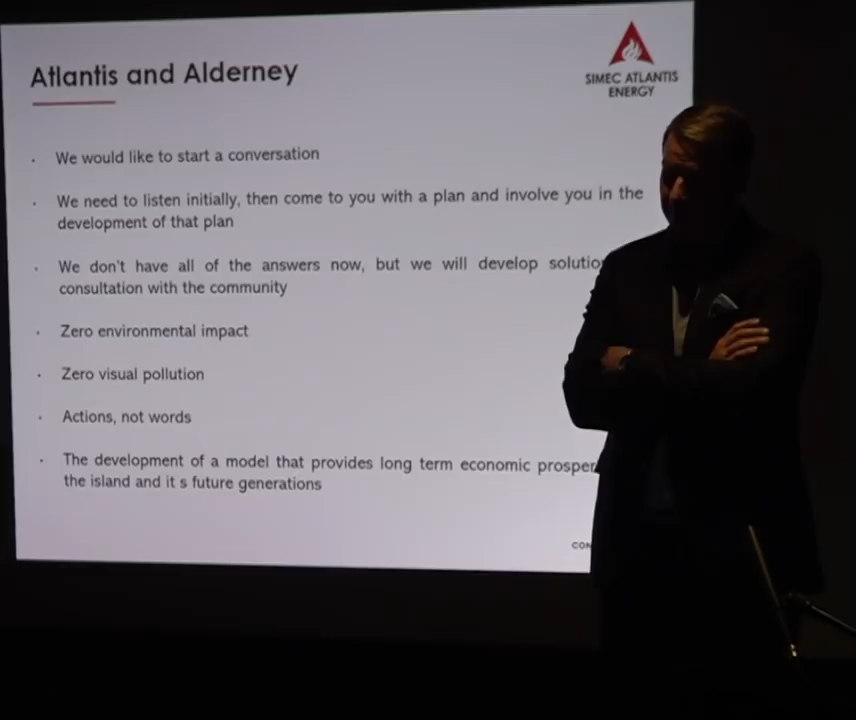 Atlantis and Alderney
SIMEC ATLANTIS
ENERGY
· We would like to start a conversation
· We need to listen initially, then come to you with a plan and involve you in the
development of that plan
· We don't have all of the answers now, but we will develop
consultation with the community
· Zero environmental impact
· Zero visual pollution
· Actions, not words
· The development of a model that provides long term economic
the island and it s future generations